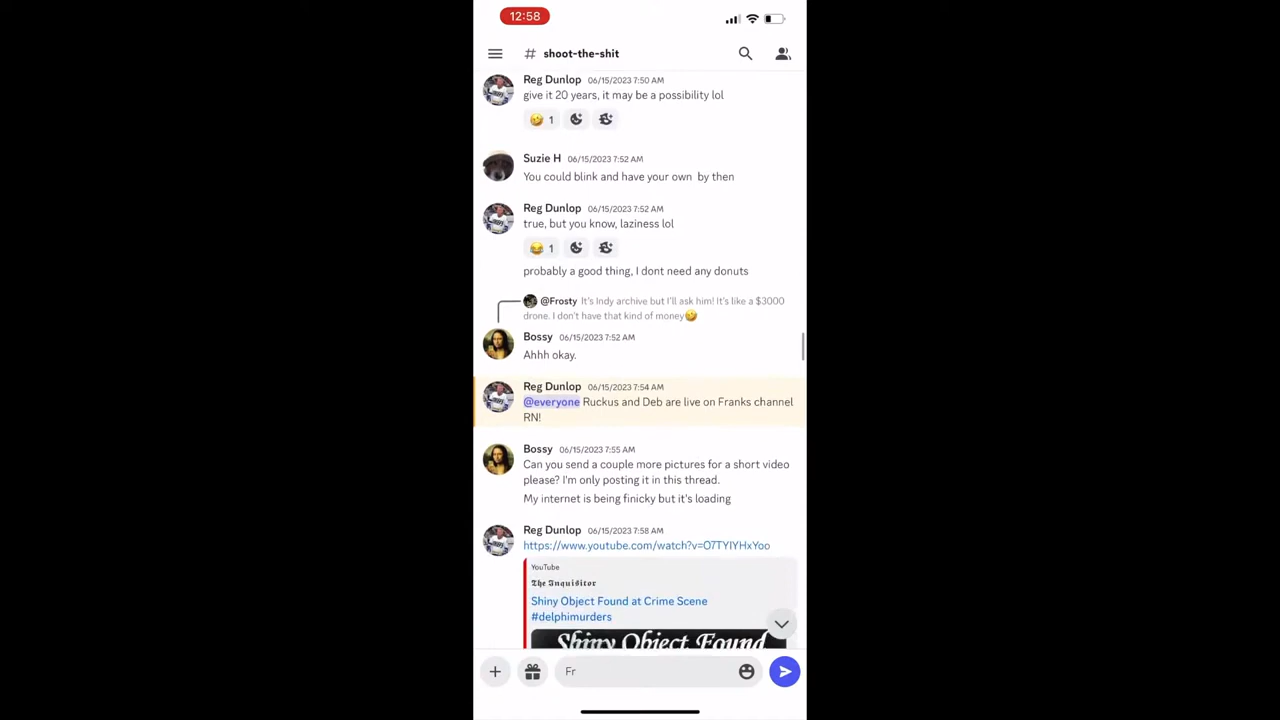 12:58
# shoot-the-shit
Reg Dunlop 06/15/2023 7:50 AM
give it 20 years, it may be a possibility lol
🤣 1
Suzie H 06/15/2023 7:52 AM
You could blink and have your own by then
Reg Dunlop 06/15/2023 7:52 AM
true, but you know, laziness lol
😂 1
probably a good thing, I dont need any donuts
@Frosty It's Indy archive but I'll ask him! It's like a $3000
drone. I don't have that kind of money🤣
Bossy 06/15/2023 7:52 AM
Ahhh okay.
Reg Dunlop 06/15/2023 7:54 AM
@everyone Ruckus and Deb are live on Franks channel
RN!
Bossy 06/15/2023 7:55 AM
Can you send a couple more pictures for a short video
please? I'm only posting it in this thread.
My internet is being finicky but it's loading
Reg Dunlop 06/15/2023 7:58 AM
https://www.youtube.com/watch?v=O7TYIYHxYoo
YouTube
The Inquisitor
Shiny Object Found at Crime Scene
#delphimurders
Shiny Object Found
Fr